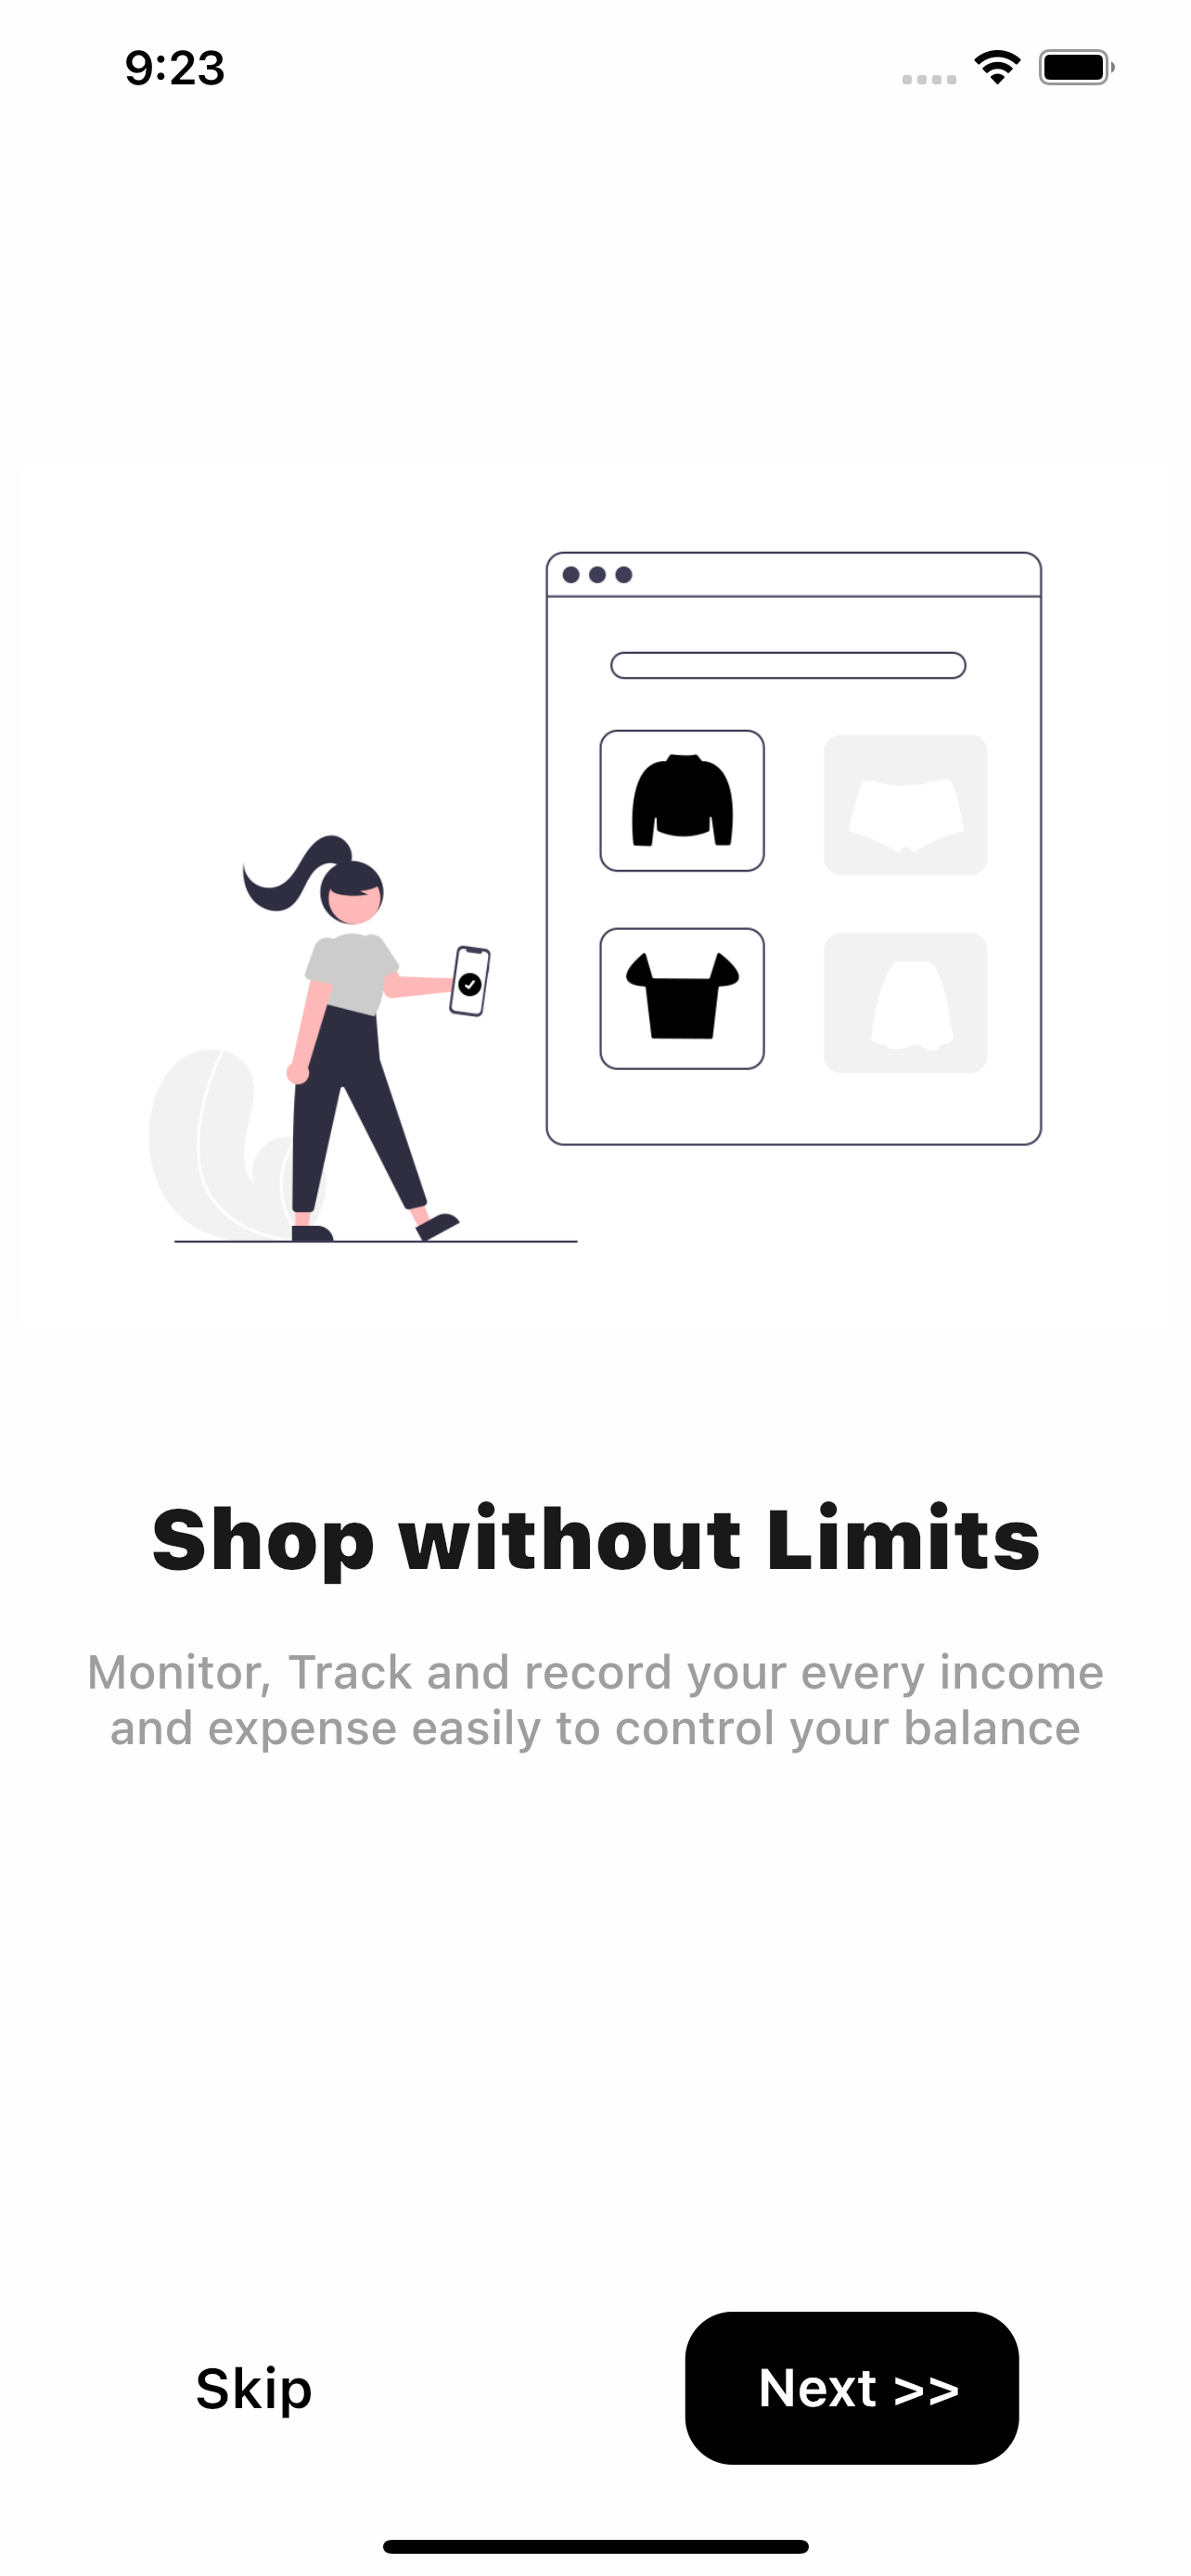 9:23
Shop without Limits
Monitor, Track and record your every income
and expense easily to control your balance
Skip
Next >>